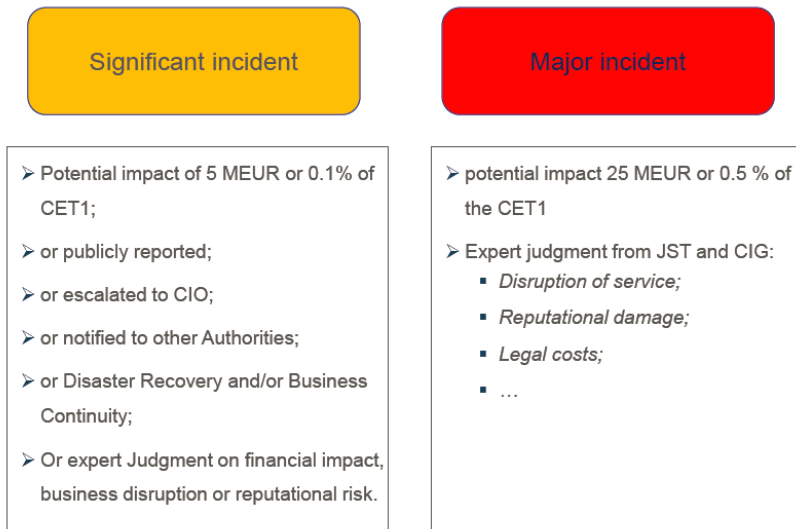 Significant incident
➢ Potential impact of 5 MEUR or 0.1% of
CET1;
➢ or publicly reported;
➢ or escalated to CIO;
➢ or notified to other Authorities;
➢ or Disaster Recovery and/or Business
Continuity;
➢ Or expert Judgment on financial impact,
business disruption or reputational risk.
Major incident
➢ potential impact 25 MEUR or 0.5 % of
the CET1
➢ Expert judgment from JST and CIG:
▪ Disruption of service;
▪ Reputational damage;
▪ Legal costs;
▪ …